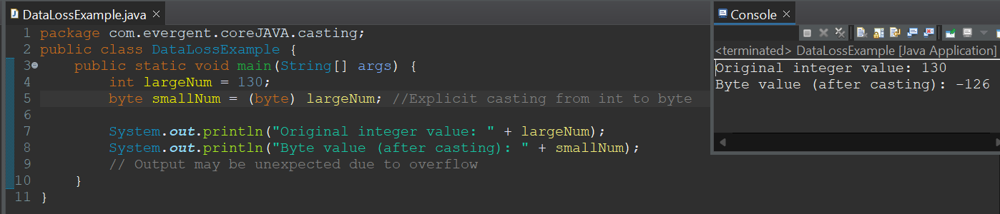 DataLossExample.java ×
1 package com.evergent.coreJAVA.casting;
2 public class DataLossExample {
3 public static void main(String[] args) {
4 int largeNum = 130;
5 byte smallNum = (byte) largeNum; //Explicit casting from int to byte
6
7 System.out.println("Original integer value: " + largeNum);
8 System.out.println("Byte value (after casting): " + smallNum);
9 // Output may be unexpected due to overflow
10 }
11 }
Console ×
<terminated> DataLossExample [Java Application]
Original integer value: 130
Byte value (after casting): -126